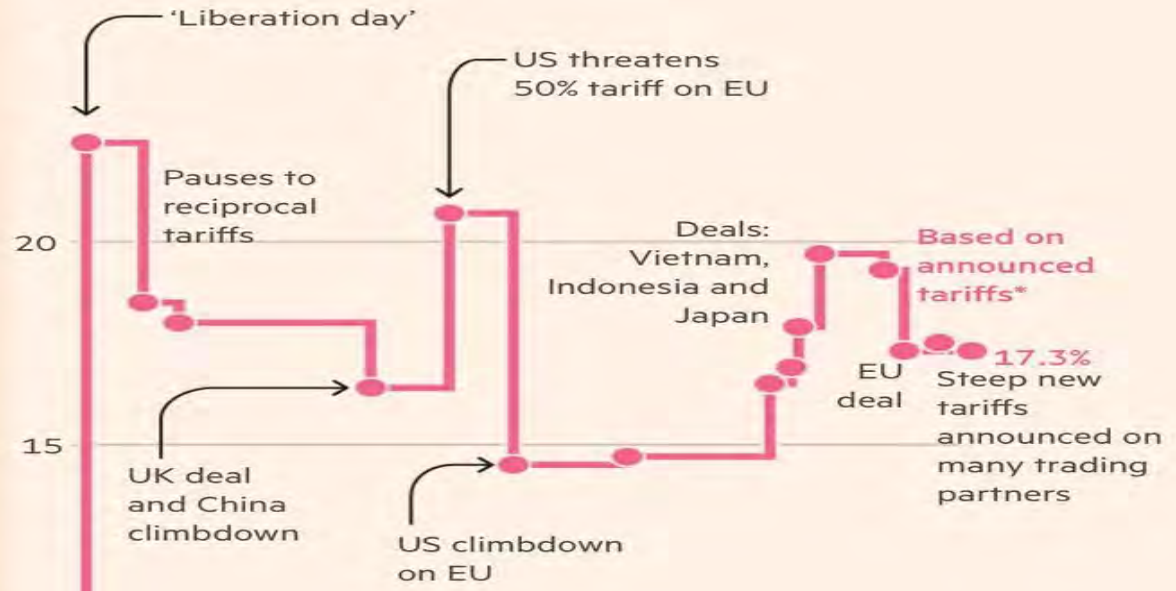 ‘Liberation day’
US threatens
50% tariff on EU
Pauses to
reciprocal
tariffs
20
Deals:
Vietnam,
Indonesia and
Japan
Based on
announced
tariffs*
17.3%
EU
deal
Steep new
tariffs
announced on
many trading
partners
15
UK deal
and China
climbdown
US climbdown
on EU